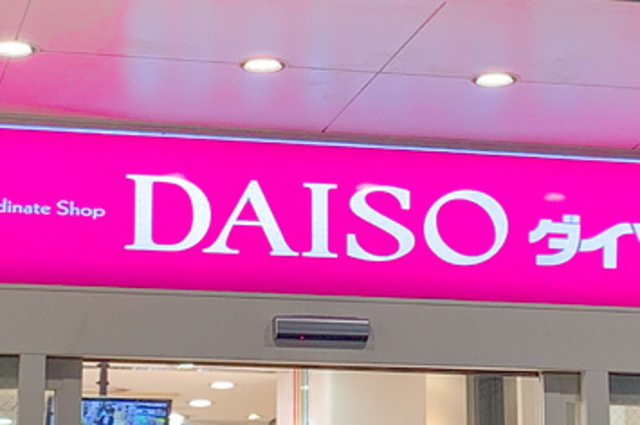 dinate Shop DAISO ダイ